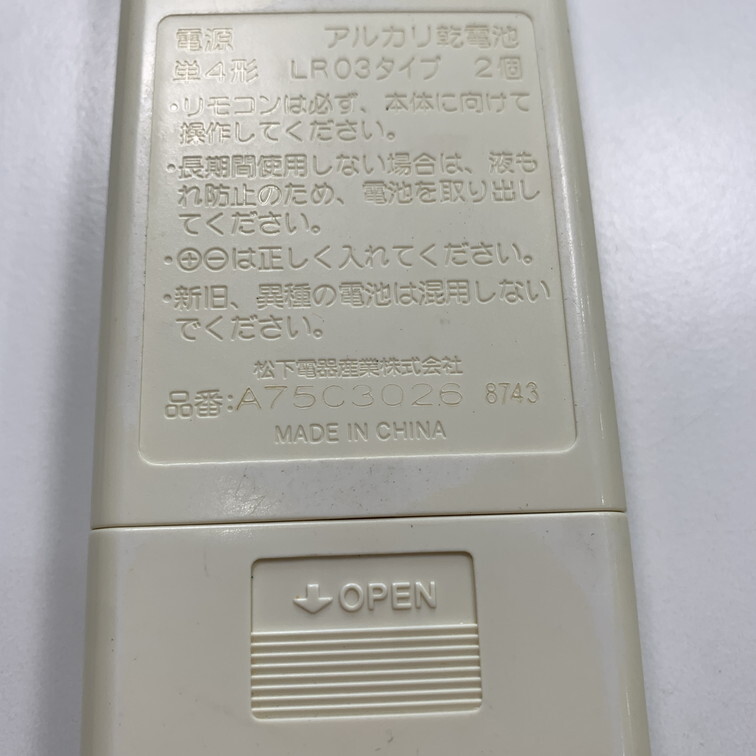 電源 アルカリ乾電池
単4形 LR03タイプ 2個
・リモコンは必ず、本体に向けて
操作してください。
・長期間使用しない場合は、液も
れ防止のため、電池を取り出し
てください。
・⊕⊖は正しく入れてください。
・新旧、異種の電池は混用しない
でください。
松下電器産業株式会社
品番:A75C3026 8743
MADE IN CHINA
⇩OPEN